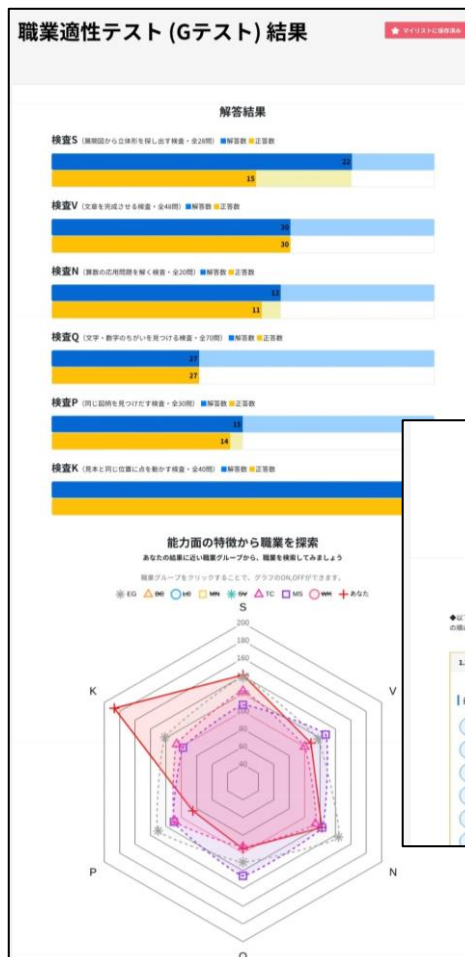 職業適性テスト (Gテスト) 結果
★ マイリストに保存済み
解答結果
検査S (展開図から立体形を探し出す検査・全28問) ■解答数 ■正答数
22
15
検査V (文章を完成させる検査・全48問) ■解答数 ■正答数
30
30
検査N (算数の応用問題を解く検査・全20問) ■解答数 ■正答数
12
11
検査Q (文字・数字のちがいを見つける検査・全70問) ■解答数 ■正答数
27
27
検査P (同じ図柄を見つけだす検査・全30問) ■解答数 ■正答数
15
14
検査K (見本と同じ位置に点を動かす検査・全40問) ■解答数 ■正答数
能力面の特徴から職業を探索
あなたの結果に近い職業グループから、職業を検索してみましょう
職業グループをクリックすることで、グラフのON,OFFができます。
EG DC LC MN SV TC MS WK あなた
S
200
180
160
K
V
100
80
60
40
P
N
Q
◆以
の順
1.